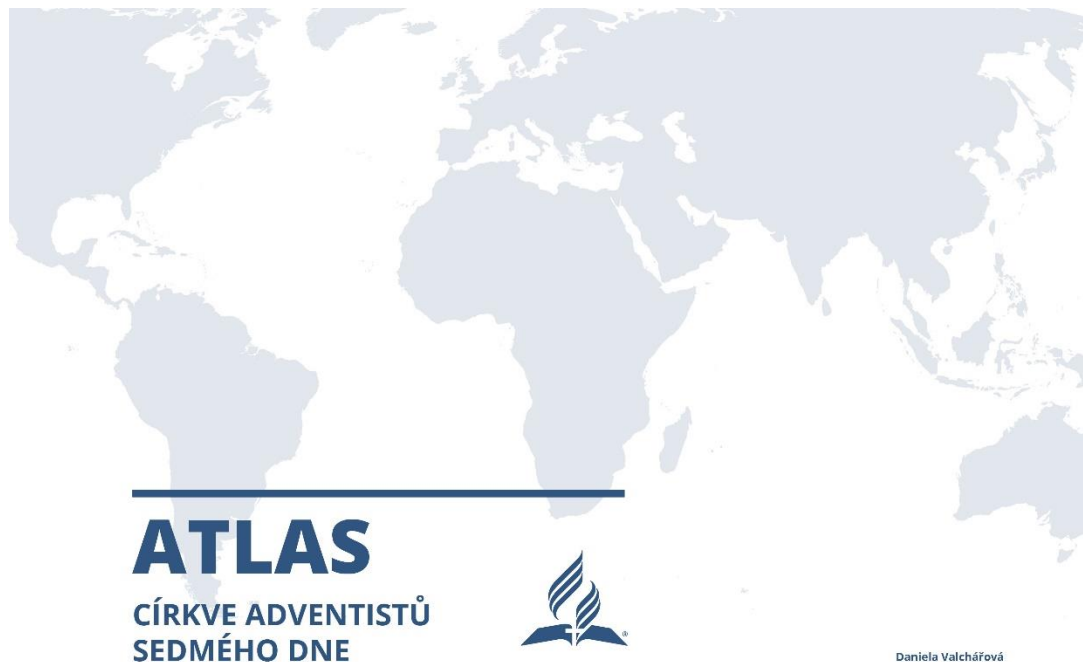 ATLAS
CÍRKVE ADVENTISTŮ
SEDMÉHO DNE
®
Daniela Valchářová